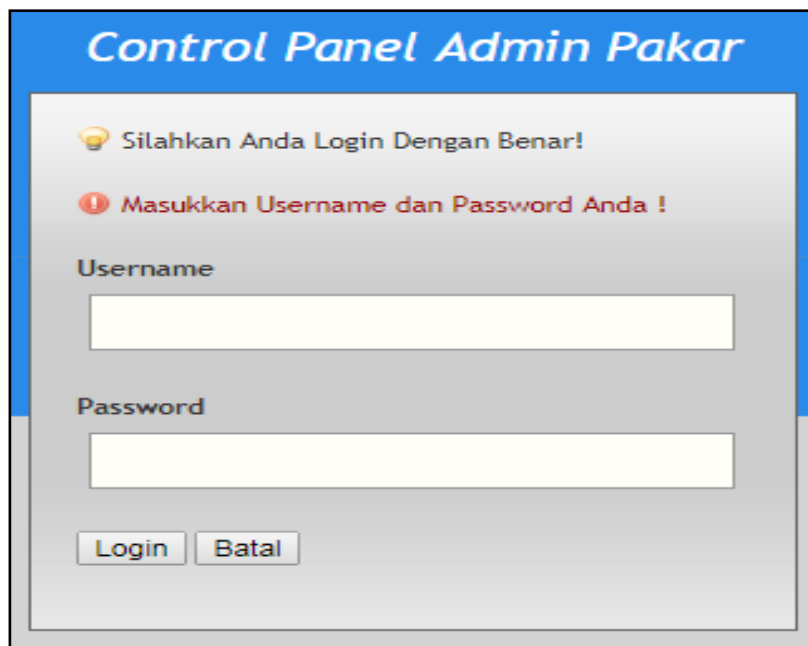 Control Panel Admin Pakar
Silahkan Anda Login Dengan Benar!
Masukkan Username dan Password Anda !
Username
Password
Login Batal